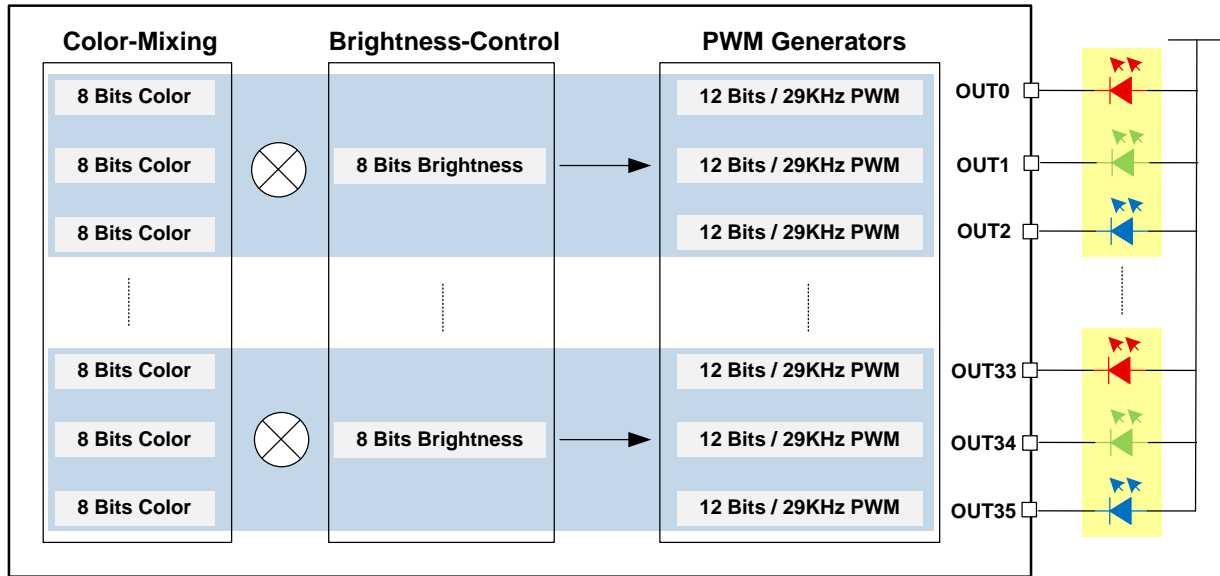 Color-Mixing
Brightness-Control
PWM Generators
8 Bits Color
12 Bits / 29KHz PWM
OUT0
8 Bits Color
8 Bits Brightness
12 Bits / 29KHz PWM
OUT1
8 Bits Color
12 Bits / 29KHz PWM
OUT2
8 Bits Color
12 Bits / 29KHz PWM
OUT33
8 Bits Color
8 Bits Brightness
12 Bits / 29KHz PWM
OUT34
8 Bits Color
12 Bits / 29KHz PWM
OUT35